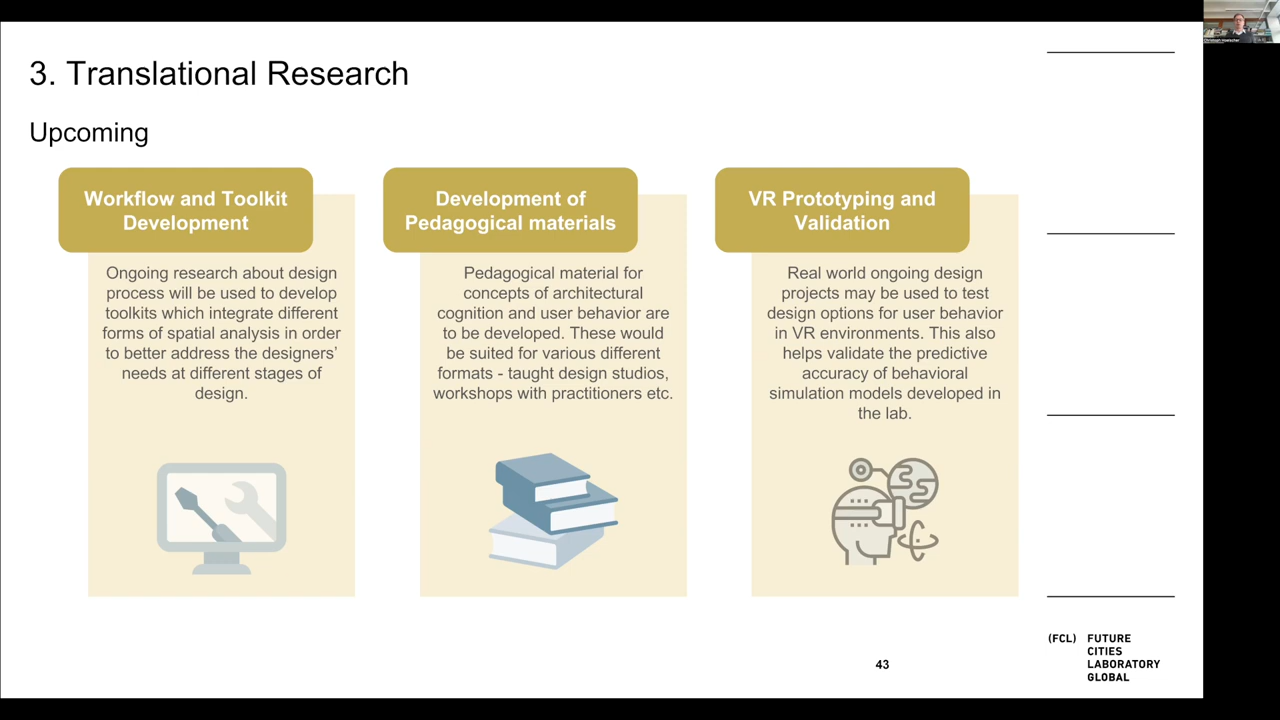 3. Translational Research
Upcoming
Workflow and Toolkit
Development
Ongoing research about design
process will be used to develop
toolkits which integrate different
forms of spatial analysis in order
to better address the designers’
needs at different stages of
design.
Development of
Pedagogical materials
Pedagogical material for
concepts of architectural
cognition and user behavior are
to be developed. These would
be suited for various different
formats - taught design studios,
workshops with practitioners etc.
VR Prototyping and
Validation
Real world ongoing design
projects may be used to test
design options for user behavior
in VR environments. This also
helps validate the predictive
accuracy of behavioral
simulation models developed in
the lab.
43
(FCL) FUTURE
CITIES
LABORATORY
GLOBAL
Christoph Hoelscher